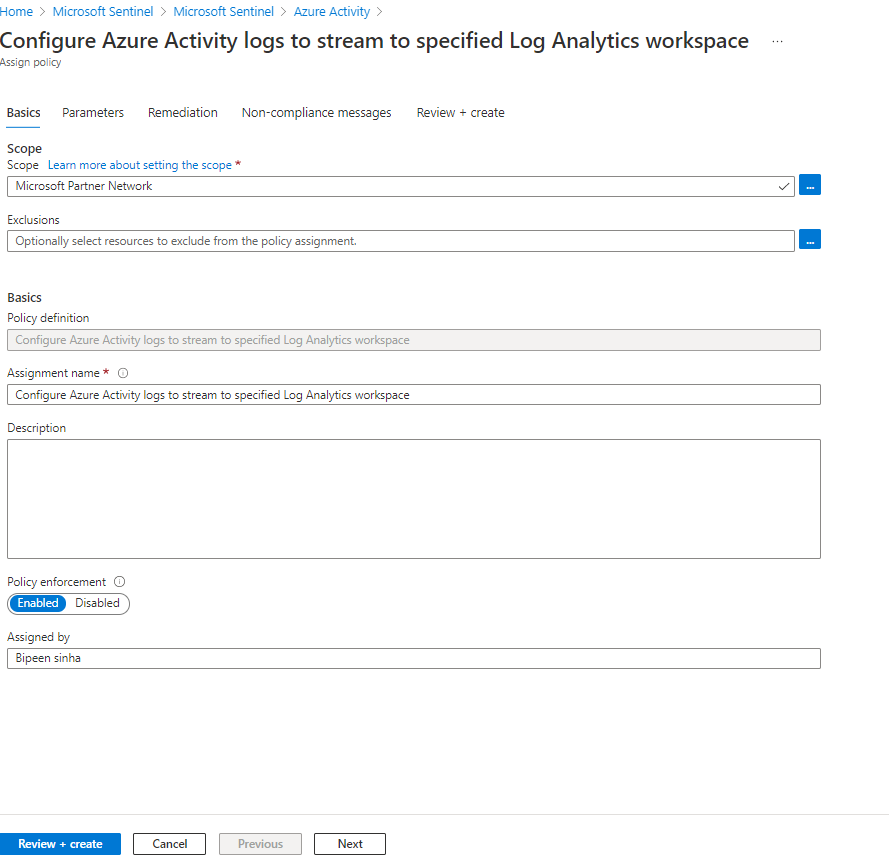 Home > Microsoft Sentinel > Microsoft Sentinel > Azure Activity >
Configure Azure Activity logs to stream to specified Log Analytics workspace ...
Assign policy
Basics Parameters Remediation Non-compliance messages Review + create
Scope
Scope Learn more about setting the scope *
Microsoft Partner Network ...
Exclusions
Optionally select resources to exclude from the policy assignment. ...
Basics
Policy definition
Configure Azure Activity logs to stream to specified Log Analytics workspace
Assignment name *
Configure Azure Activity logs to stream to specified Log Analytics workspace
Description
Policy enforcement
Enabled Disabled
Assigned by
Bipeen sinha
Review + create Cancel Previous Next